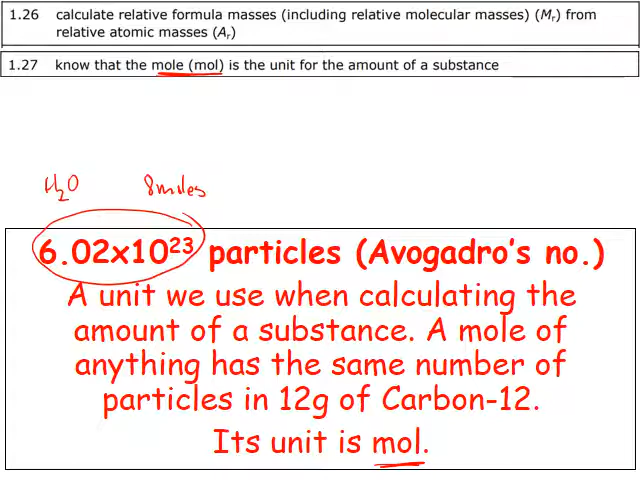 1.26 calculate relative formula masses (including relative molecular masses) (Mᵣ) from
relative atomic masses (Aᵣ)
1.27 know that the mole (mol) is the unit for the amount of a substance
H₂O 8moles
6.02x10²³ particles (Avogadro's no.)
A unit we use when calculating the
amount of a substance. A mole of
anything has the same number of
particles in 12g of Carbon-12.
Its unit is mol.